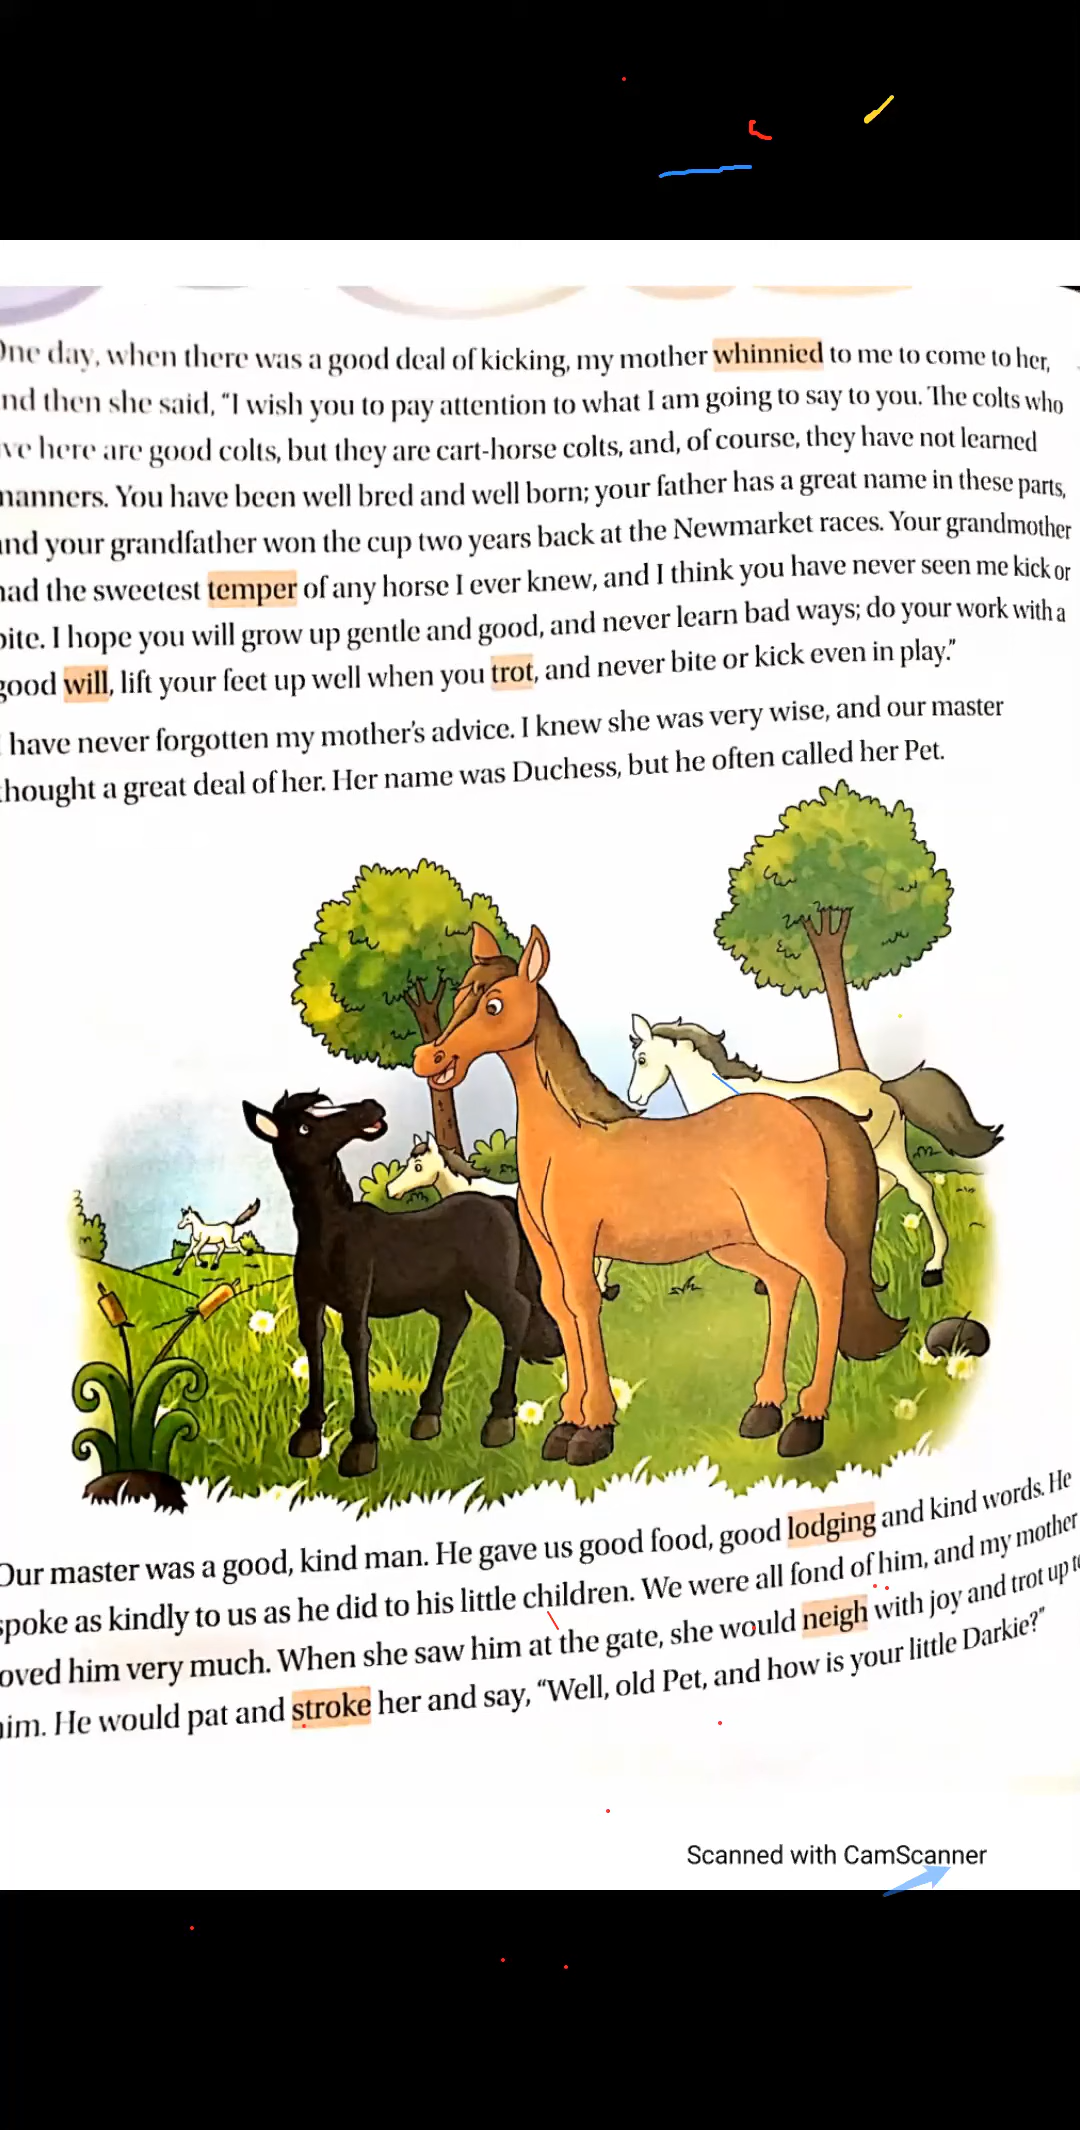 One day, when there was a good deal of kicking, my mother whinnied to me to come to her,
nd then she said, “I wish you to pay attention to what I am going to say to you. The colts who
ve here are good colts, but they are cart-horse colts, and, of course, they have not learned
manners. You have been well bred and well born; your father has a great name in these parts,
and your grandfather won the cup two years back at the Newmarket races. Your grandmother
had the sweetest temper of any horse I ever knew, and I think you have never seen me kick or
bite. I hope you will grow up gentle and good, and never learn bad ways; do your work with a
good will, lift your feet up well when you trot, and never bite or kick even in play.”
have never forgotten my mother's advice. I knew she was very wise, and our master
thought a great deal of her. Her name was Duchess, but he often called her Pet.
Our master was a good, kind man. He gave us good food, good lodging and kind words. He
spoke as kindly to us as he did to his little children. We were all fond of him, and my mother
oved him very much. When she saw him at the gate, she would neigh with joy and trot up to
him. He would pat and stroke her and say, “Well, old Pet, and how is your little Darkie?”
Scanned with CamScanner